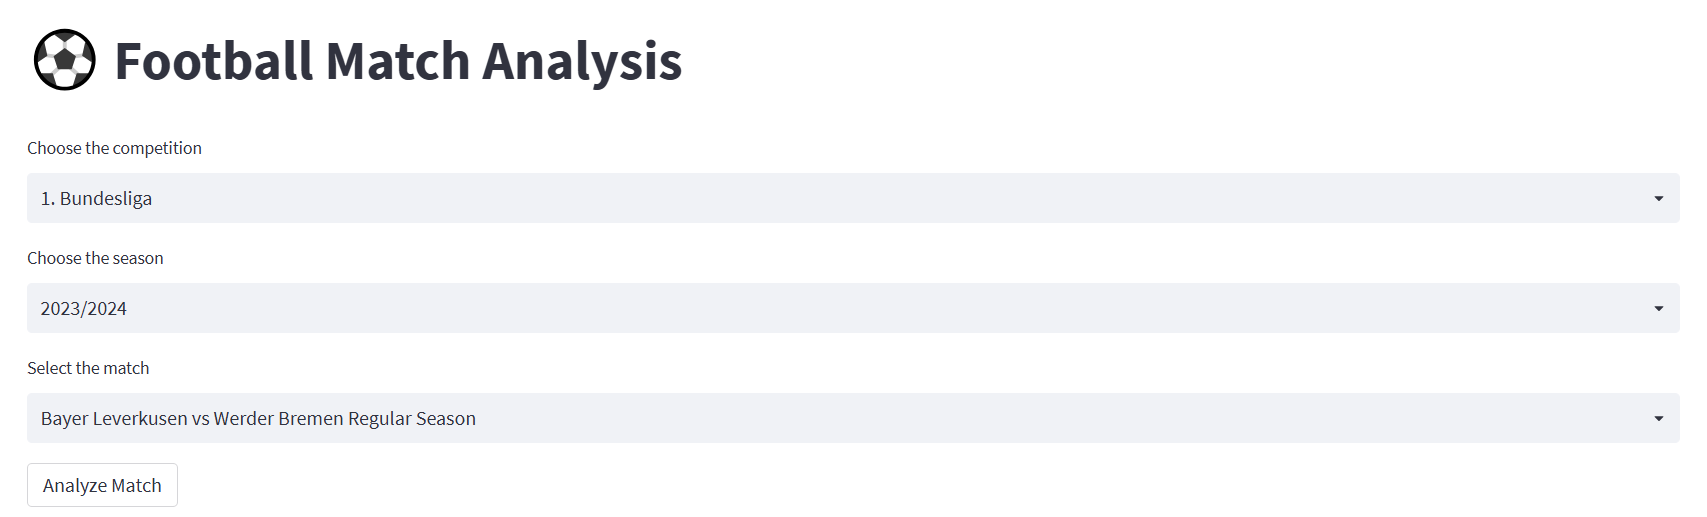 Football Match Analysis
Choose the competition
1. Bundesliga
Choose the season
2023/2024
Select the match
Bayer Leverkusen vs Werder Bremen Regular Season
Analyze Match